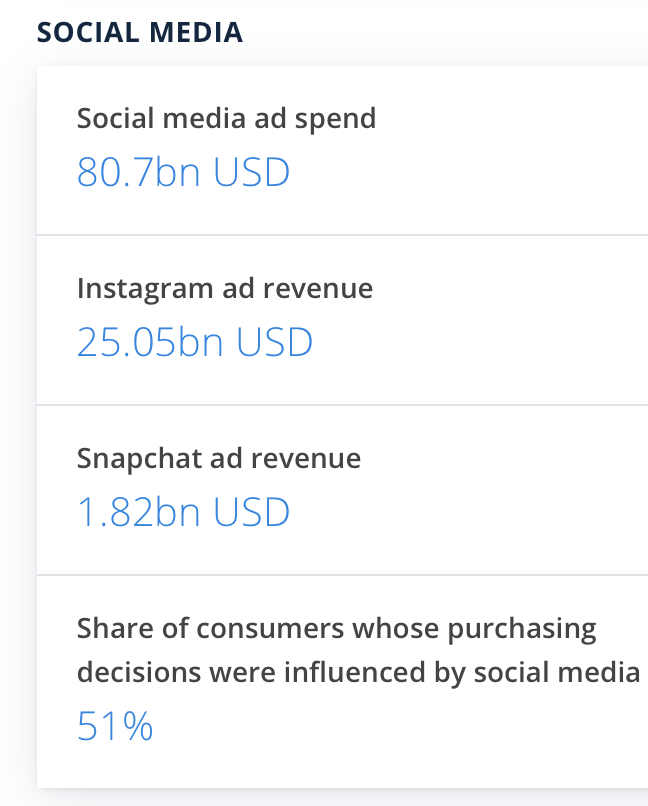 SOCIAL MEDIA
Social media ad spend
80.7bn USD
Instagram ad revenue
25.05bn USD
Snapchat ad revenue
1.82bn USD
Share of consumers whose purchasing
decisions were influenced by social media
51%